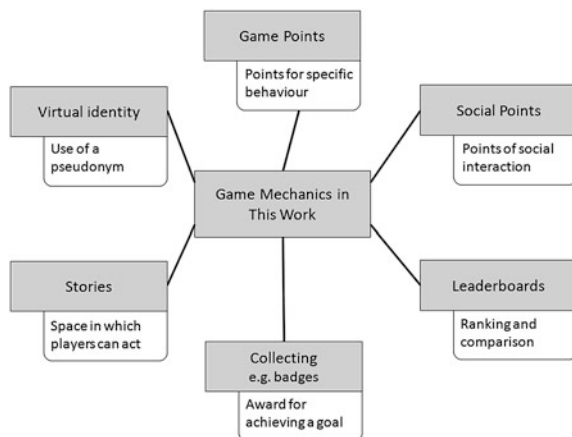 Game Points
Points for specific
behaviour
Virtual identity
Use of a
pseudonym
Social Points
Points of social
interaction
Game Mechanics in
This Work
Stories
Space in which
players can act
Leaderboards
Ranking and
comparison
Collecting
e.g. badges
Award for
achieving a goal